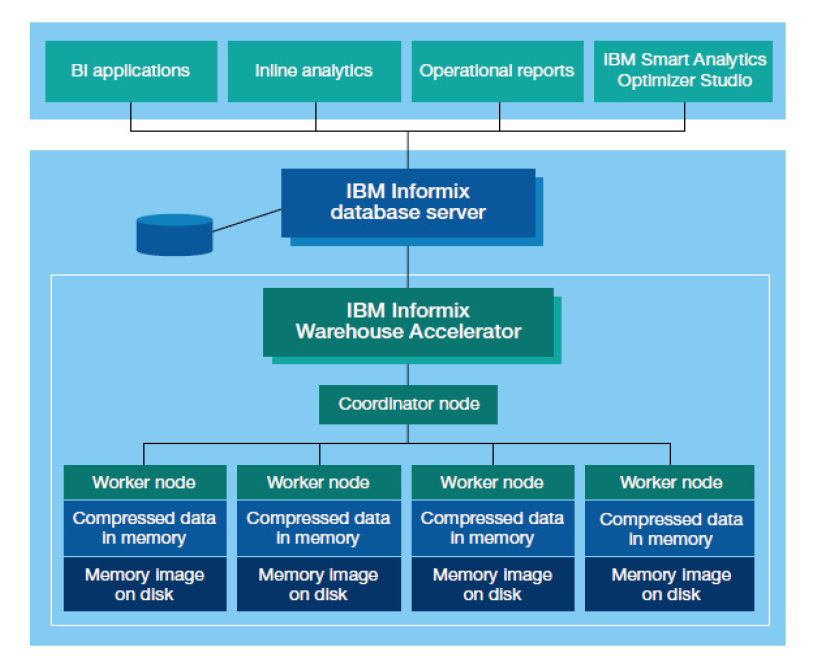 BI applications
Inline analytics
Operational reports
IBM Smart Analytics
Optimizer Studio
IBM Informix
database server
IBM Informix
Warehouse Accelerator
Coordinator node
Worker node
Compressed data
in memory
Memory image
on disk
Worker node
Compressed data
in memory
Memory image
on disk
Worker node
Compressed data
in memory
Memory image
on disk
Worker node
Compressed data
in memory
Memory image
on disk